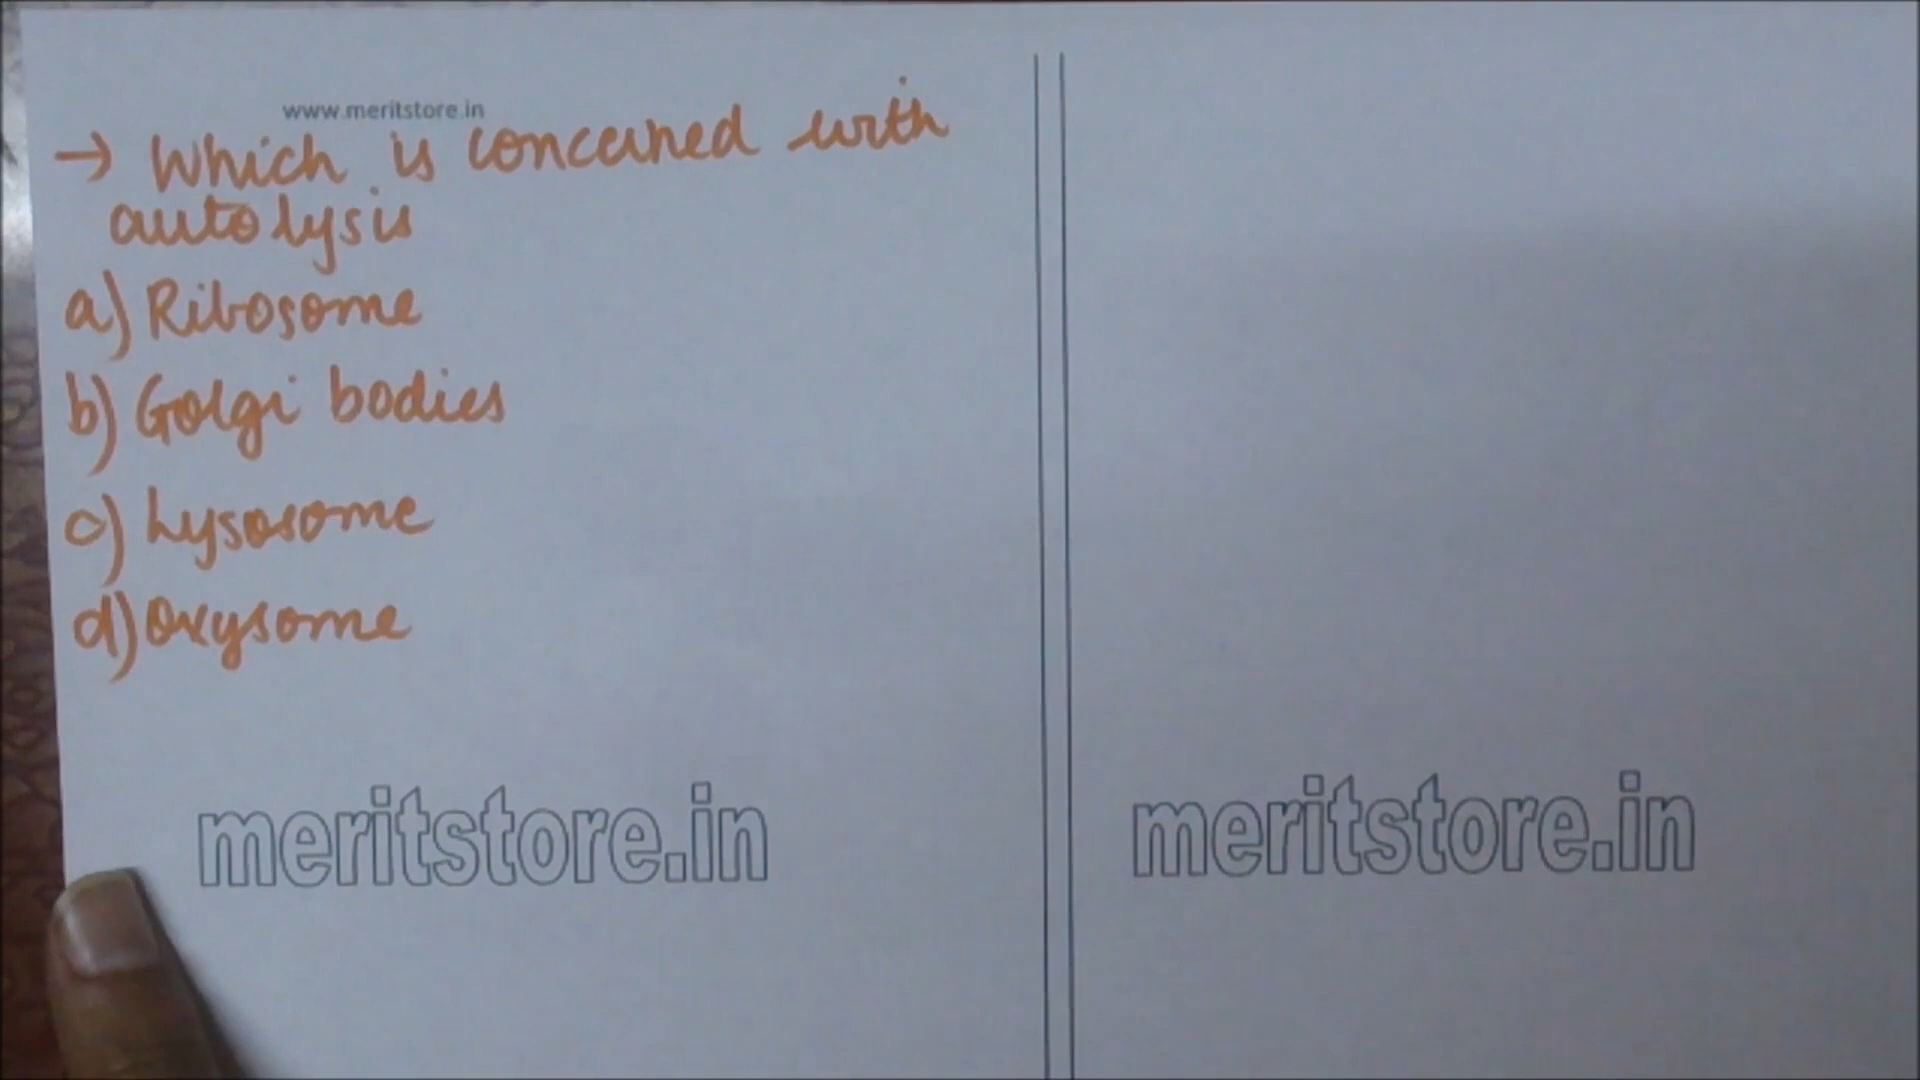 www.meritstore.in
→ Which is concerned with
autolysis
a) Ribosome
b) Golgi bodies
c) Lysosome
d) Oxysome
meritstore.in
meritstore.in